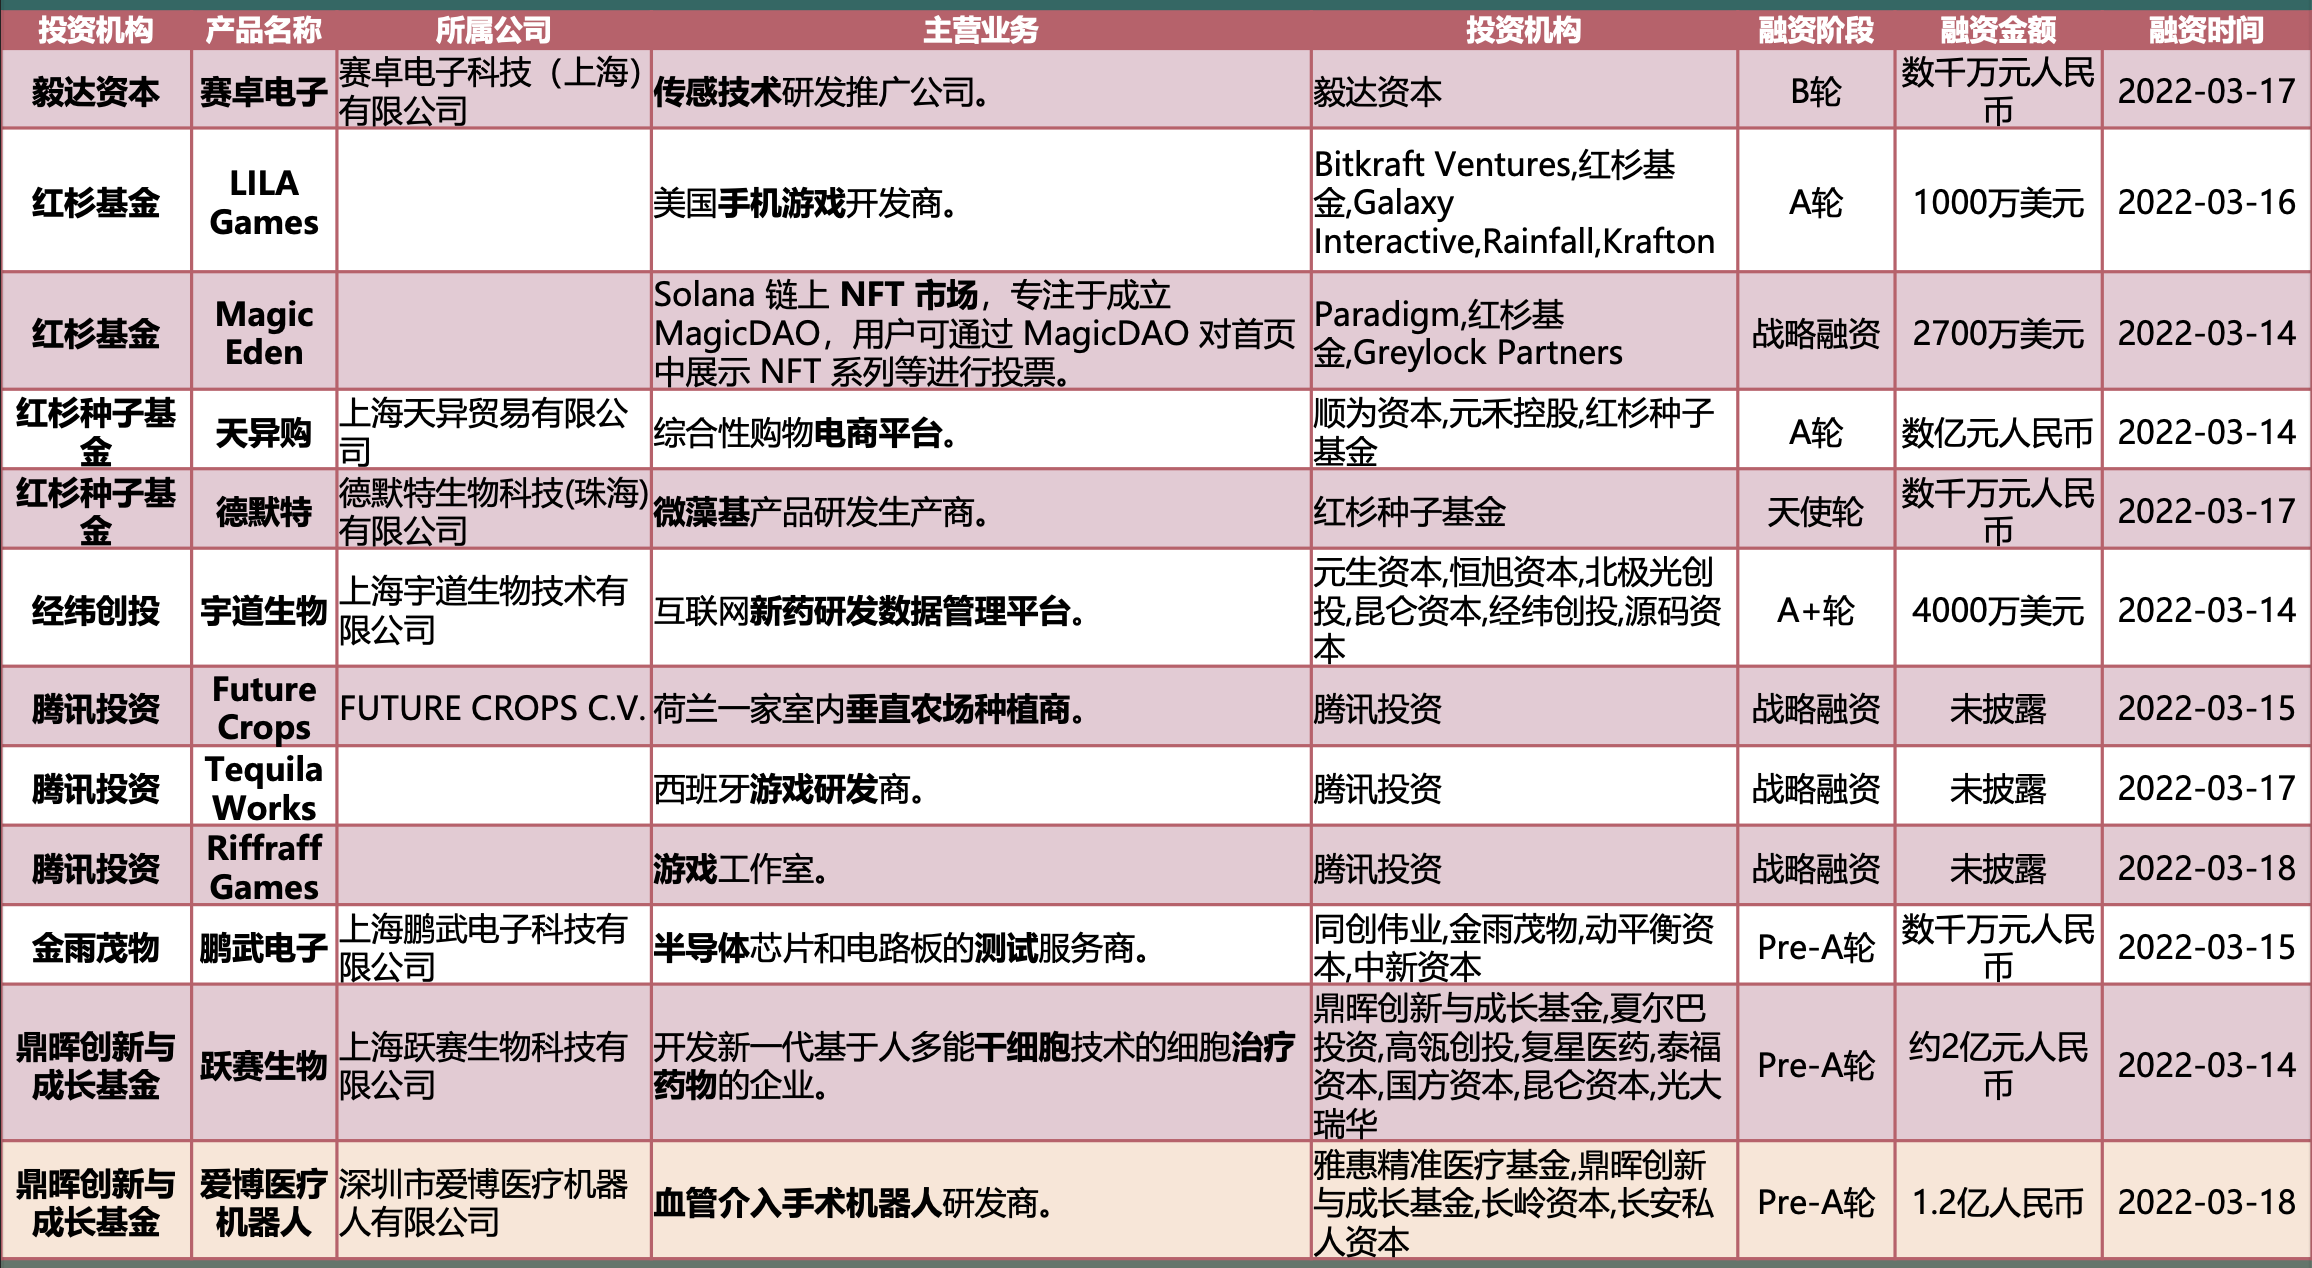 投资机构 产品名称 所属公司 主营业务 投资机构 融资阶段 融资金额 融资时间
毅达资本 赛卓电子 赛卓电子科技（上海）
有限公司 传感技术研发推广公司。 毅达资本 B轮 数千万元人民
币 2022-03-17
红杉基金 LILA
Games 美国手机游戏开发商。 Bitkraft Ventures,红杉基
金,Galaxy
Interactive,Rainfall,Krafton A轮 1000万美元 2022-03-16
红杉基金 Magic
Eden Solana 链上 NFT 市场，专注于成立
MagicDAO，用户可通过 MagicDAO 对首页
中展示 NFT 系列等进行投票。 Paradigm,红杉基
金,Greylock Partners 战略融资 2700万美元 2022-03-14
红杉种子基
金 天异购 上海天异贸易有限公
司 综合性购物电商平台。 顺为资本,元禾控股,红杉种子
基金 A轮 数亿元人民币 2022-03-14
红杉种子基
金 德默特 德默特生物科技(珠海)
有限公司 微藻基产品研发生产商。 红杉种子基金 天使轮 数千万元人民
币 2022-03-17
经纬创投 宇道生物 上海宇道生物技术有
限公司 互联网新药研发数据管理平台。 元生资本,恒旭资本,北极光创
投,昆仑资本,经纬创投,源码资
本 A+轮 4000万美元 2022-03-14
腾讯投资 Future
Crops FUTURE CROPS C.V. 荷兰一家室内垂直农场种植商。 腾讯投资 战略融资 未披露 2022-03-15
腾讯投资 Tequila
Works 西班牙游戏研发商。 腾讯投资 战略融资 未披露 2022-03-17
腾讯投资 Riffraff
Games 游戏工作室。 腾讯投资 战略融资 未披露 2022-03-18
金雨茂物 鹏武电子 上海鹏武电子科技有
限公司 半导体芯片和电路板的测试服务商。 同创伟业,金雨茂物,动平衡资
本,中新资本 Pre-A轮 数千万元人民
币 2022-03-15
鼎晖创新与
成长基金 跃赛生物 上海跃赛生物科技有
限公司 开发新一代基于人多能干细胞技术的细胞治疗
药物的企业。 鼎晖创新与成长基金,夏尔巴
投资,高瓴创投,复星医药,泰福
资本,国方资本,昆仑资本,光大
瑞华 Pre-A轮 约2亿元人民
币 2022-03-14
鼎晖创新与
成长基金 爱博医疗
机器人 深圳市爱博医疗机器
人有限公司 血管介入手术机器人研发商。 雅惠精准医疗基金,鼎晖创新
与成长基金,长岭资本,长安私
人资本 Pre-A轮 1.2亿人民币 2022-03-18